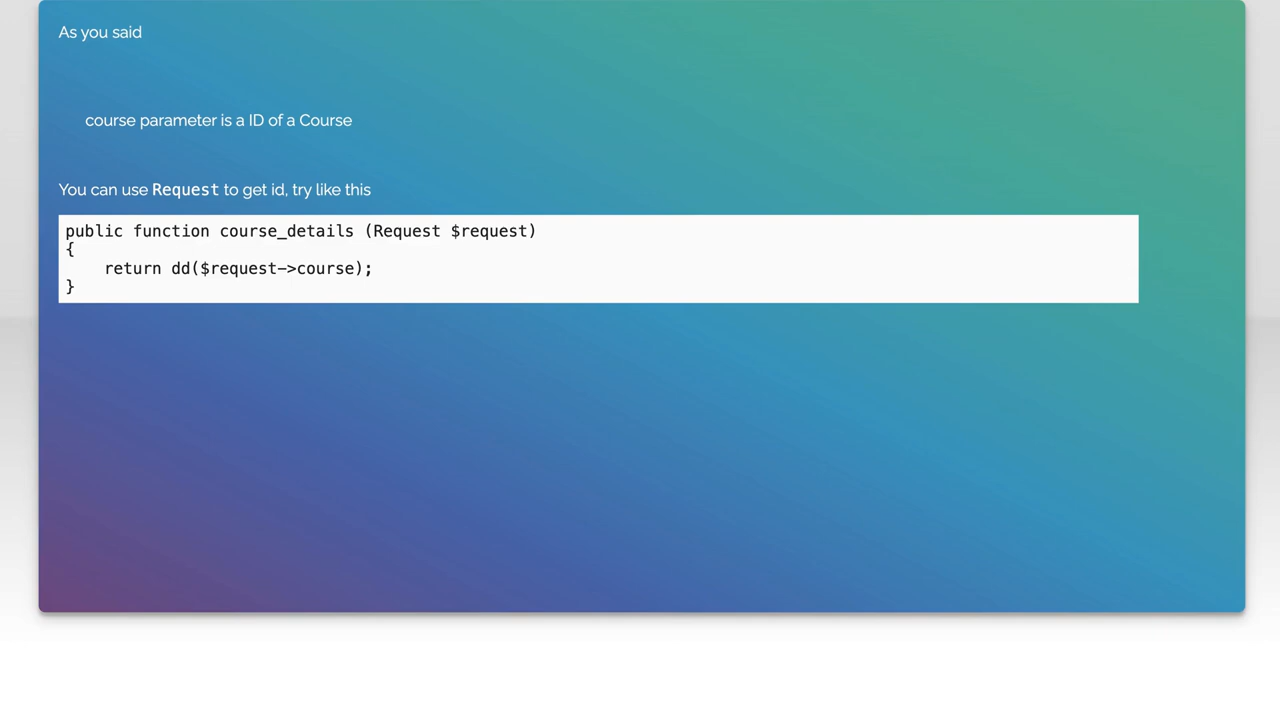 As you said
course parameter is a ID of a Course
You can use Request to get id, try like this
public function course_details (Request $request)
{
    return dd($request->course);
}